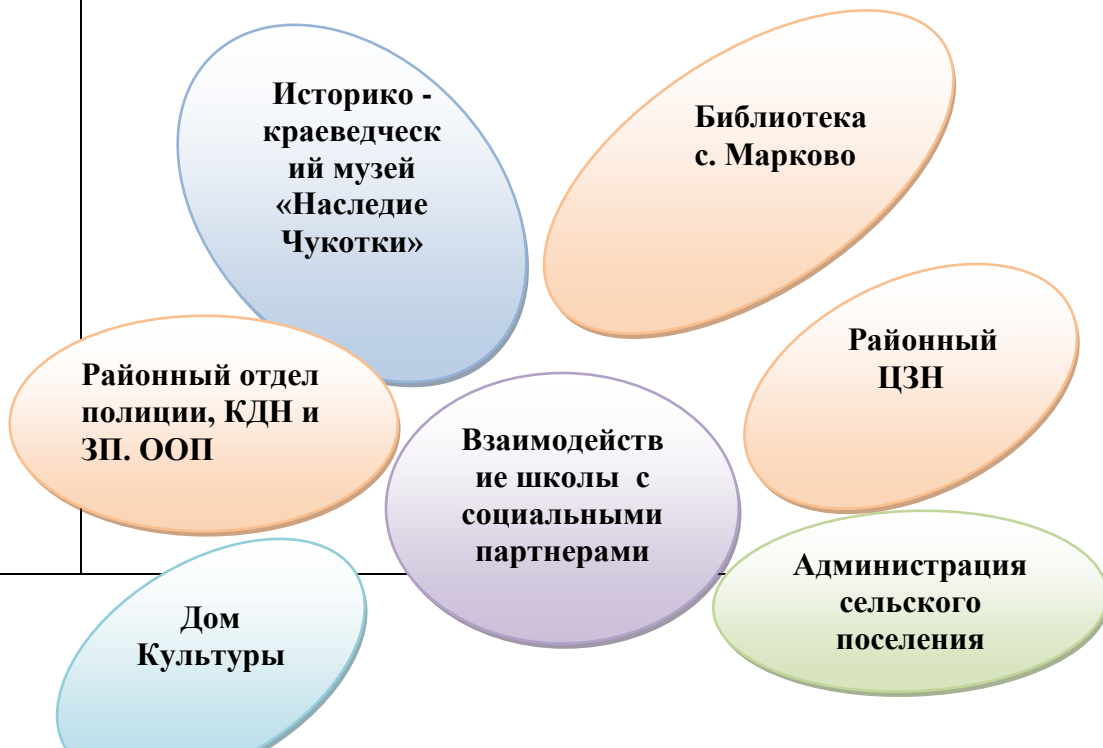 Историко -
краеведческ
ий музей
«Наследие
Чукотки»
Библиотека
с. Марково
Районный
ЦЗН
Районный отдел
полиции, КДН и
ЗП. ООП
Взаимодейств
ие школы с
социальными
партнерами
Администрация
сельского
поселения
Дом
Культуры